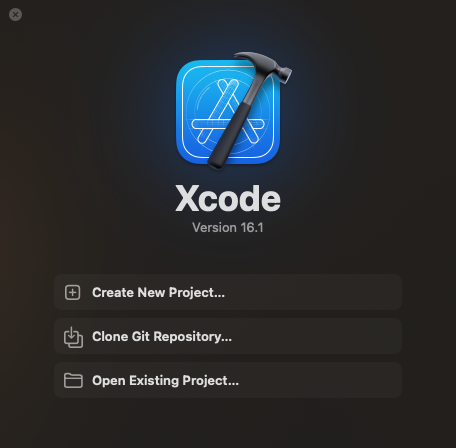 Xcode
Version 16.1
Create New Project...
Clone Git Repository...
Open Existing Project...